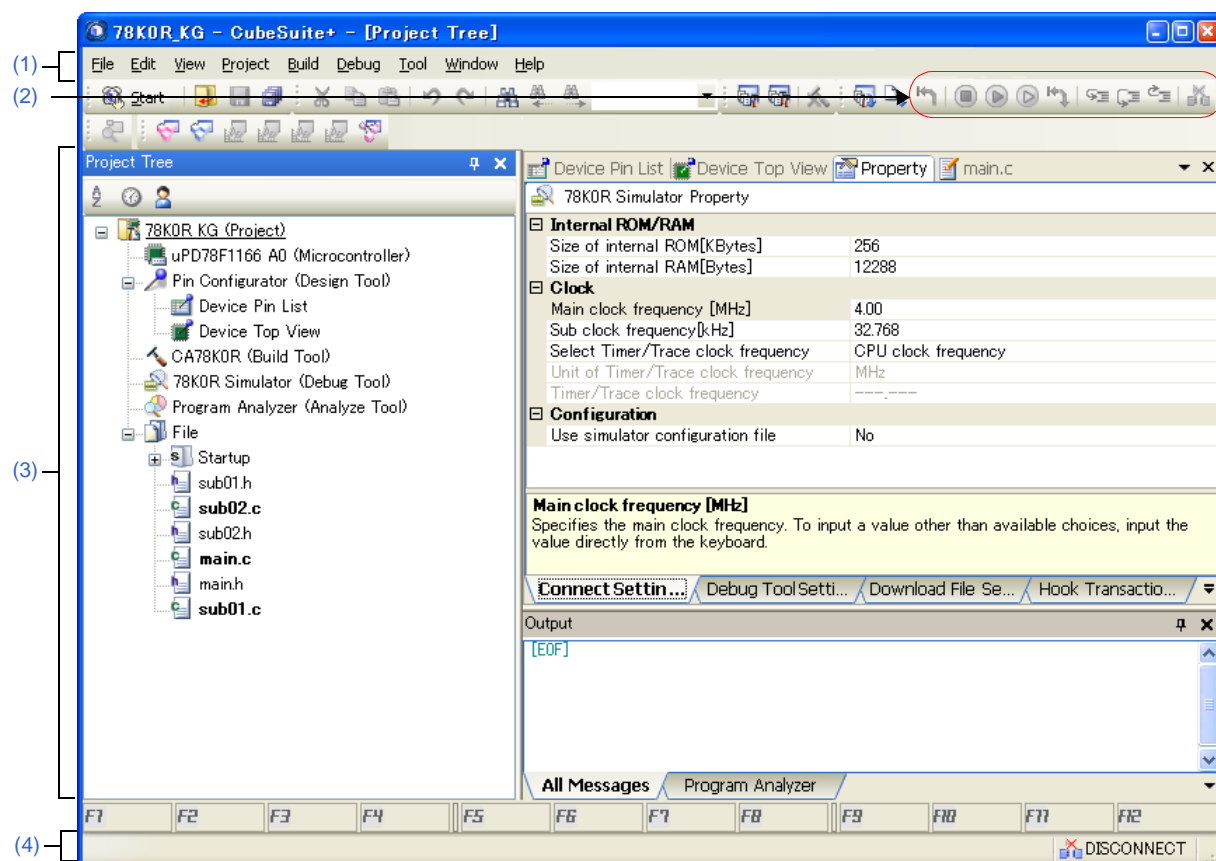 78K0R_KG - CubeSuite+ - [Project Tree]
(1)
File Edit View Project Build Debug Tool Window Help
(2)
Start
(3)
Project Tree
78K0R KG (Project)
uPD78F1166 A0 (Microcontroller)
Pin Configurator (Design Tool)
Device Pin List
Device Top View
CA78K0R (Build Tool)
78K0R Simulator (Debug Tool)
Program Analyzer (Analyze Tool)
File
Startup
sub01.h
sub02.c
sub02.h
main.c
main.h
sub01.c
Device Pin List Device Top View Property main.c
78K0R Simulator Property
Internal ROM/RAM
Size of internal ROM[KBytes] 256
Size of internal RAM[Bytes] 12288
Clock
Main clock frequency [MHz] 4.00
Sub clock frequency[kHz] 32.768
Select Timer/Trace clock frequency CPU clock frequency
Unit of Timer/Trace clock frequency MHz
Timer/Trace clock frequency ---.---
Configuration
Use simulator configuration file No
Main clock frequency [MHz]
Specifies the main clock frequency. To input a value other than available choices, input the
value directly from the keyboard.
Connect Settin... Debug Tool Setti... Download File Se... Hook Transactio...
Output
[EOF]
All Messages Program Analyzer
F1 F2 F3 F4 F5 F6 F7 F8 F9 F10 F11 F12
(4)
DISCONNECT